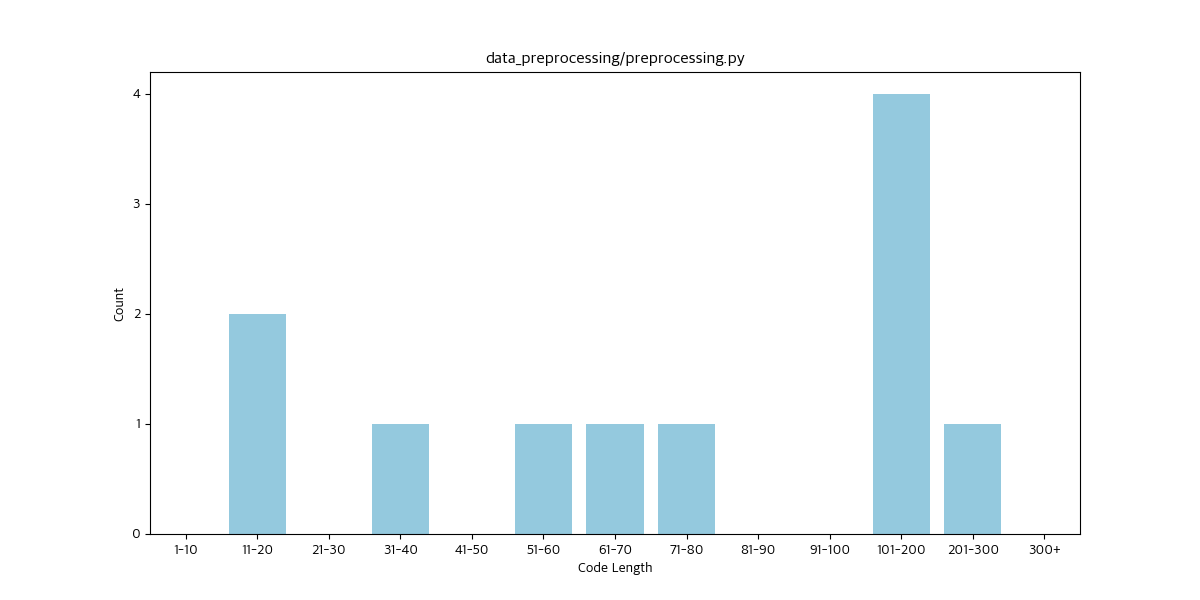 data_preprocessing/preprocessing.py
4
3
2
1
0
Count
1-10 11-20 21-30 31-40 41-50 51-60 61-70 71-80 81-90 91-100 101-200 201-300 300+
Code Length